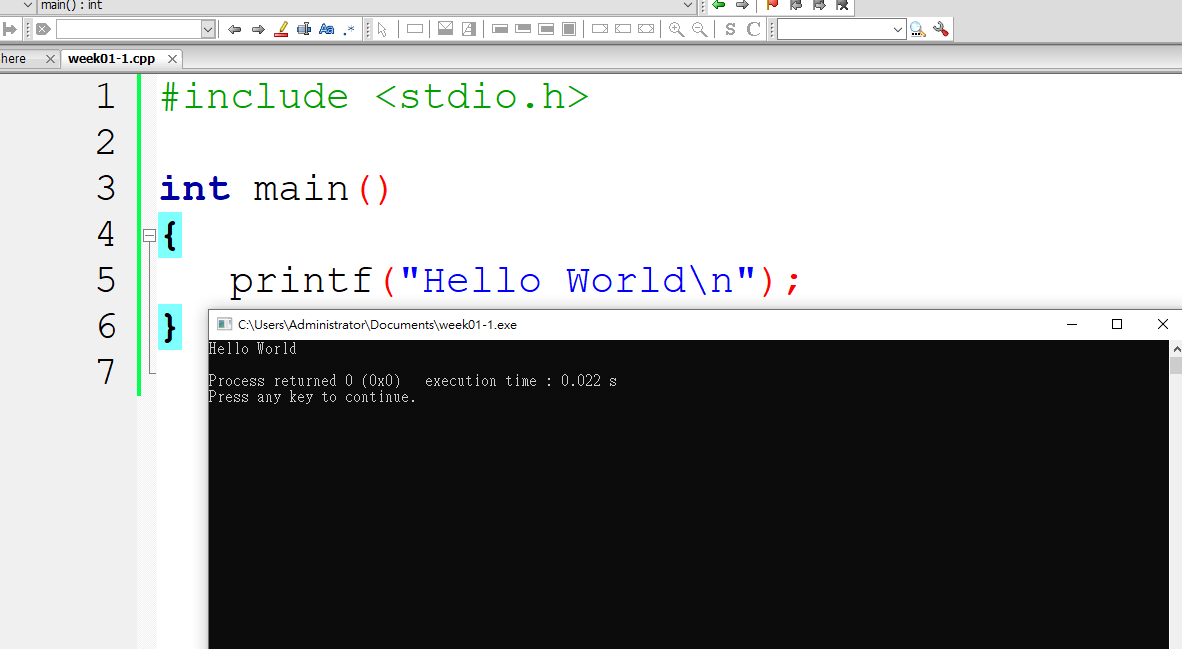 main() : int
S C
here
week01-1.cpp
1 #include <stdio.h>
2
3 int main()
4 {
5 printf("Hello World\n");
6 }
7
C:\Users\Administrator\Documents\week01-1.exe
Hello World
Process returned 0 (0x0) execution time : 0.022 s
Press any key to continue.